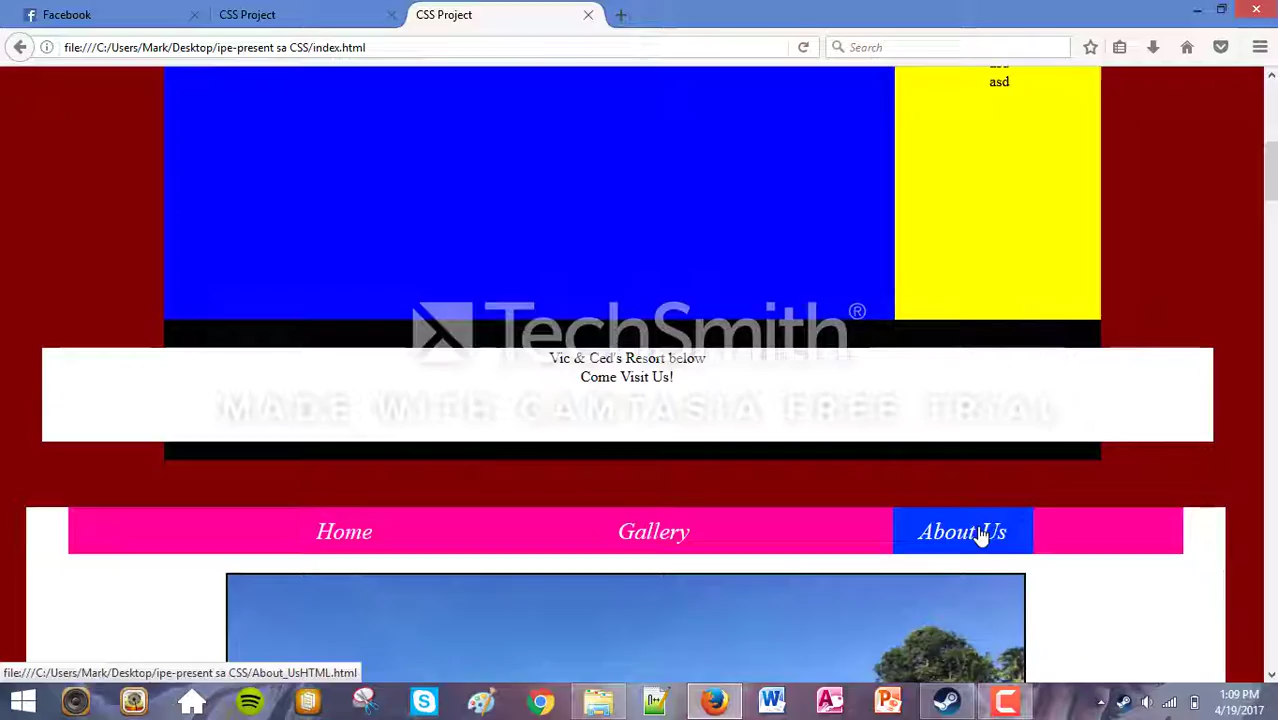 Facebook
CSS Project
CSS Project
file:///C:/Users/Mark/Desktop/ipe-present sa CSS/index.html
Search
asd
TechSmith®
Vic & Ced's Resort below
Come Visit Us!
MADE WITH CAMTASIA FREE TRIAL
Home
Gallery
About Us
file:///C:/Users/Mark/Desktop/ipe-present sa CSS/About_UsHTML.html
1:09 PM
4/19/2017